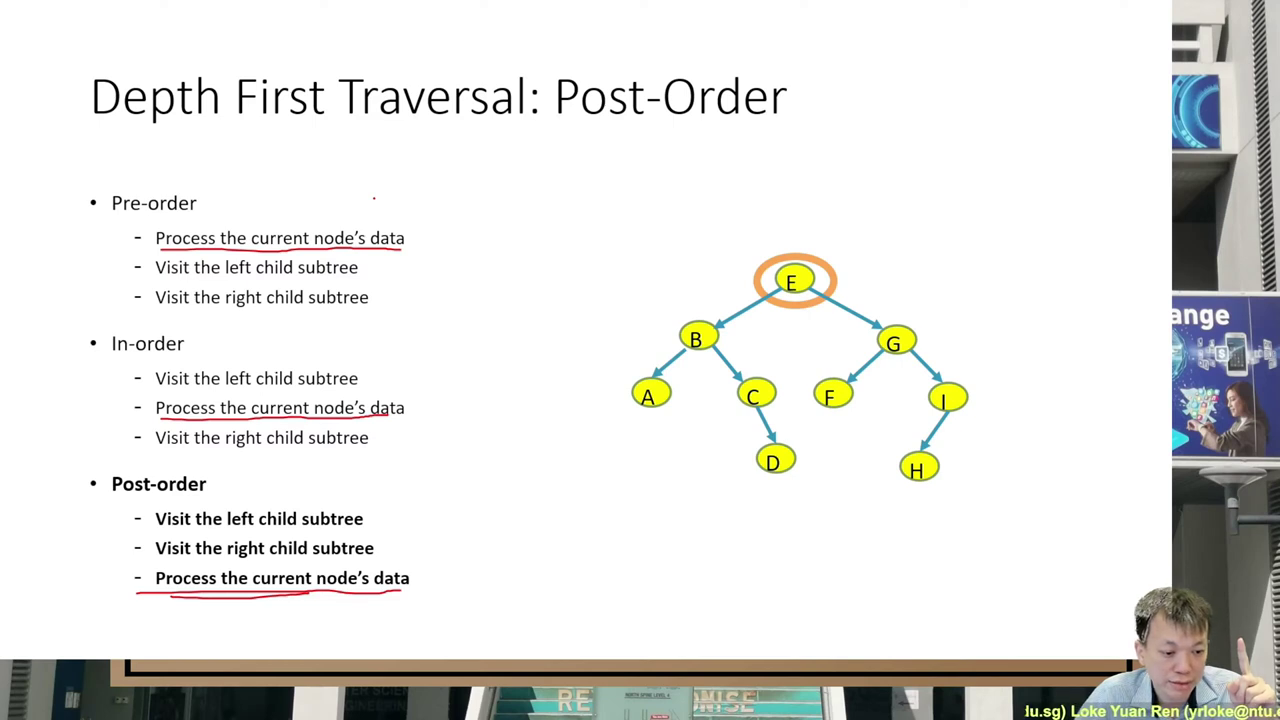 Depth First Traversal: Post-Order
• Pre-order
- Process the current node's data
- Visit the left child subtree
- Visit the right child subtree
• In-order
- Visit the left child subtree
- Process the current node's data
- Visit the right child subtree
• Post-order
- Visit the left child subtree
- Visit the right child subtree
- Process the current node's data
E
B
G
A
C
F
I
D
H
ange
du.sg) Loke Yuan Ren (yrloke@ntu.